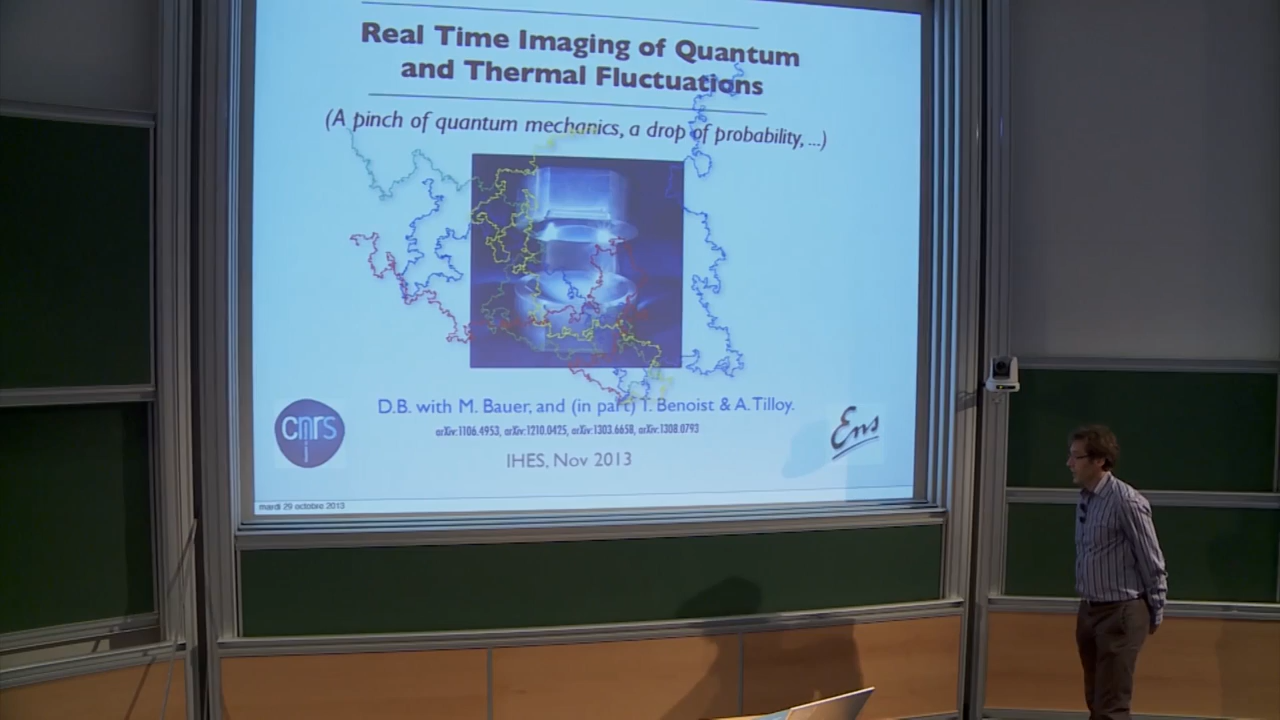 Real Time Imaging of Quantum
and Thermal Fluctuations
(A pinch of quantum mechanics, a drop of probability, ...)
D.B. with M. Bauer, and (in part) T. Benoist & A. Tilloy.
arXiv:1106.4953, arXiv:1210.0425, arXiv:1303.6658, arXiv:1308.0793
cnrs
Ens
IHES, Nov 2013
mardi 29 octobre 2013